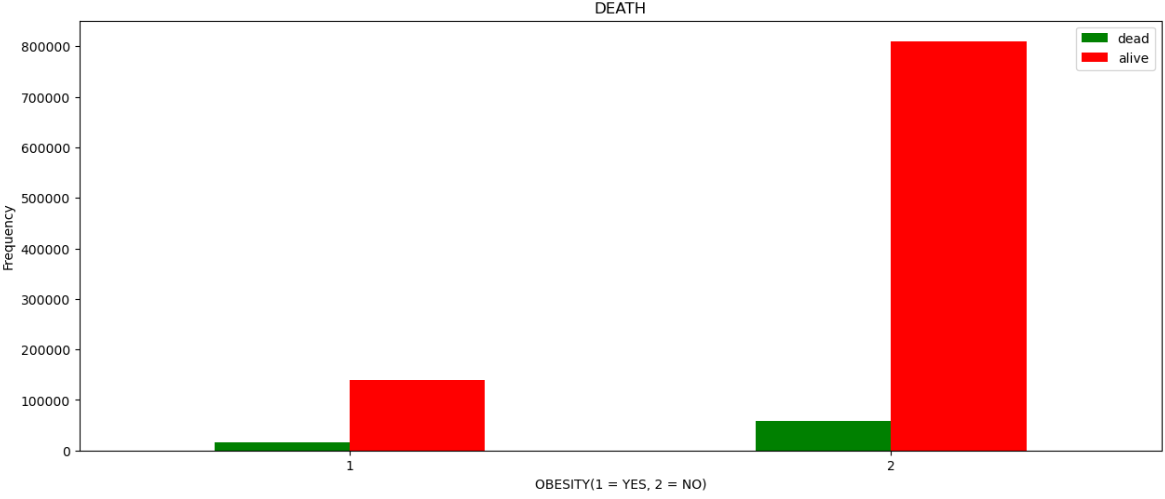 DEATH
dead
alive
800000
700000
600000
500000
400000
300000
200000
100000
0
Frequency
1
2
OBESITY(1 = YES, 2 = NO)